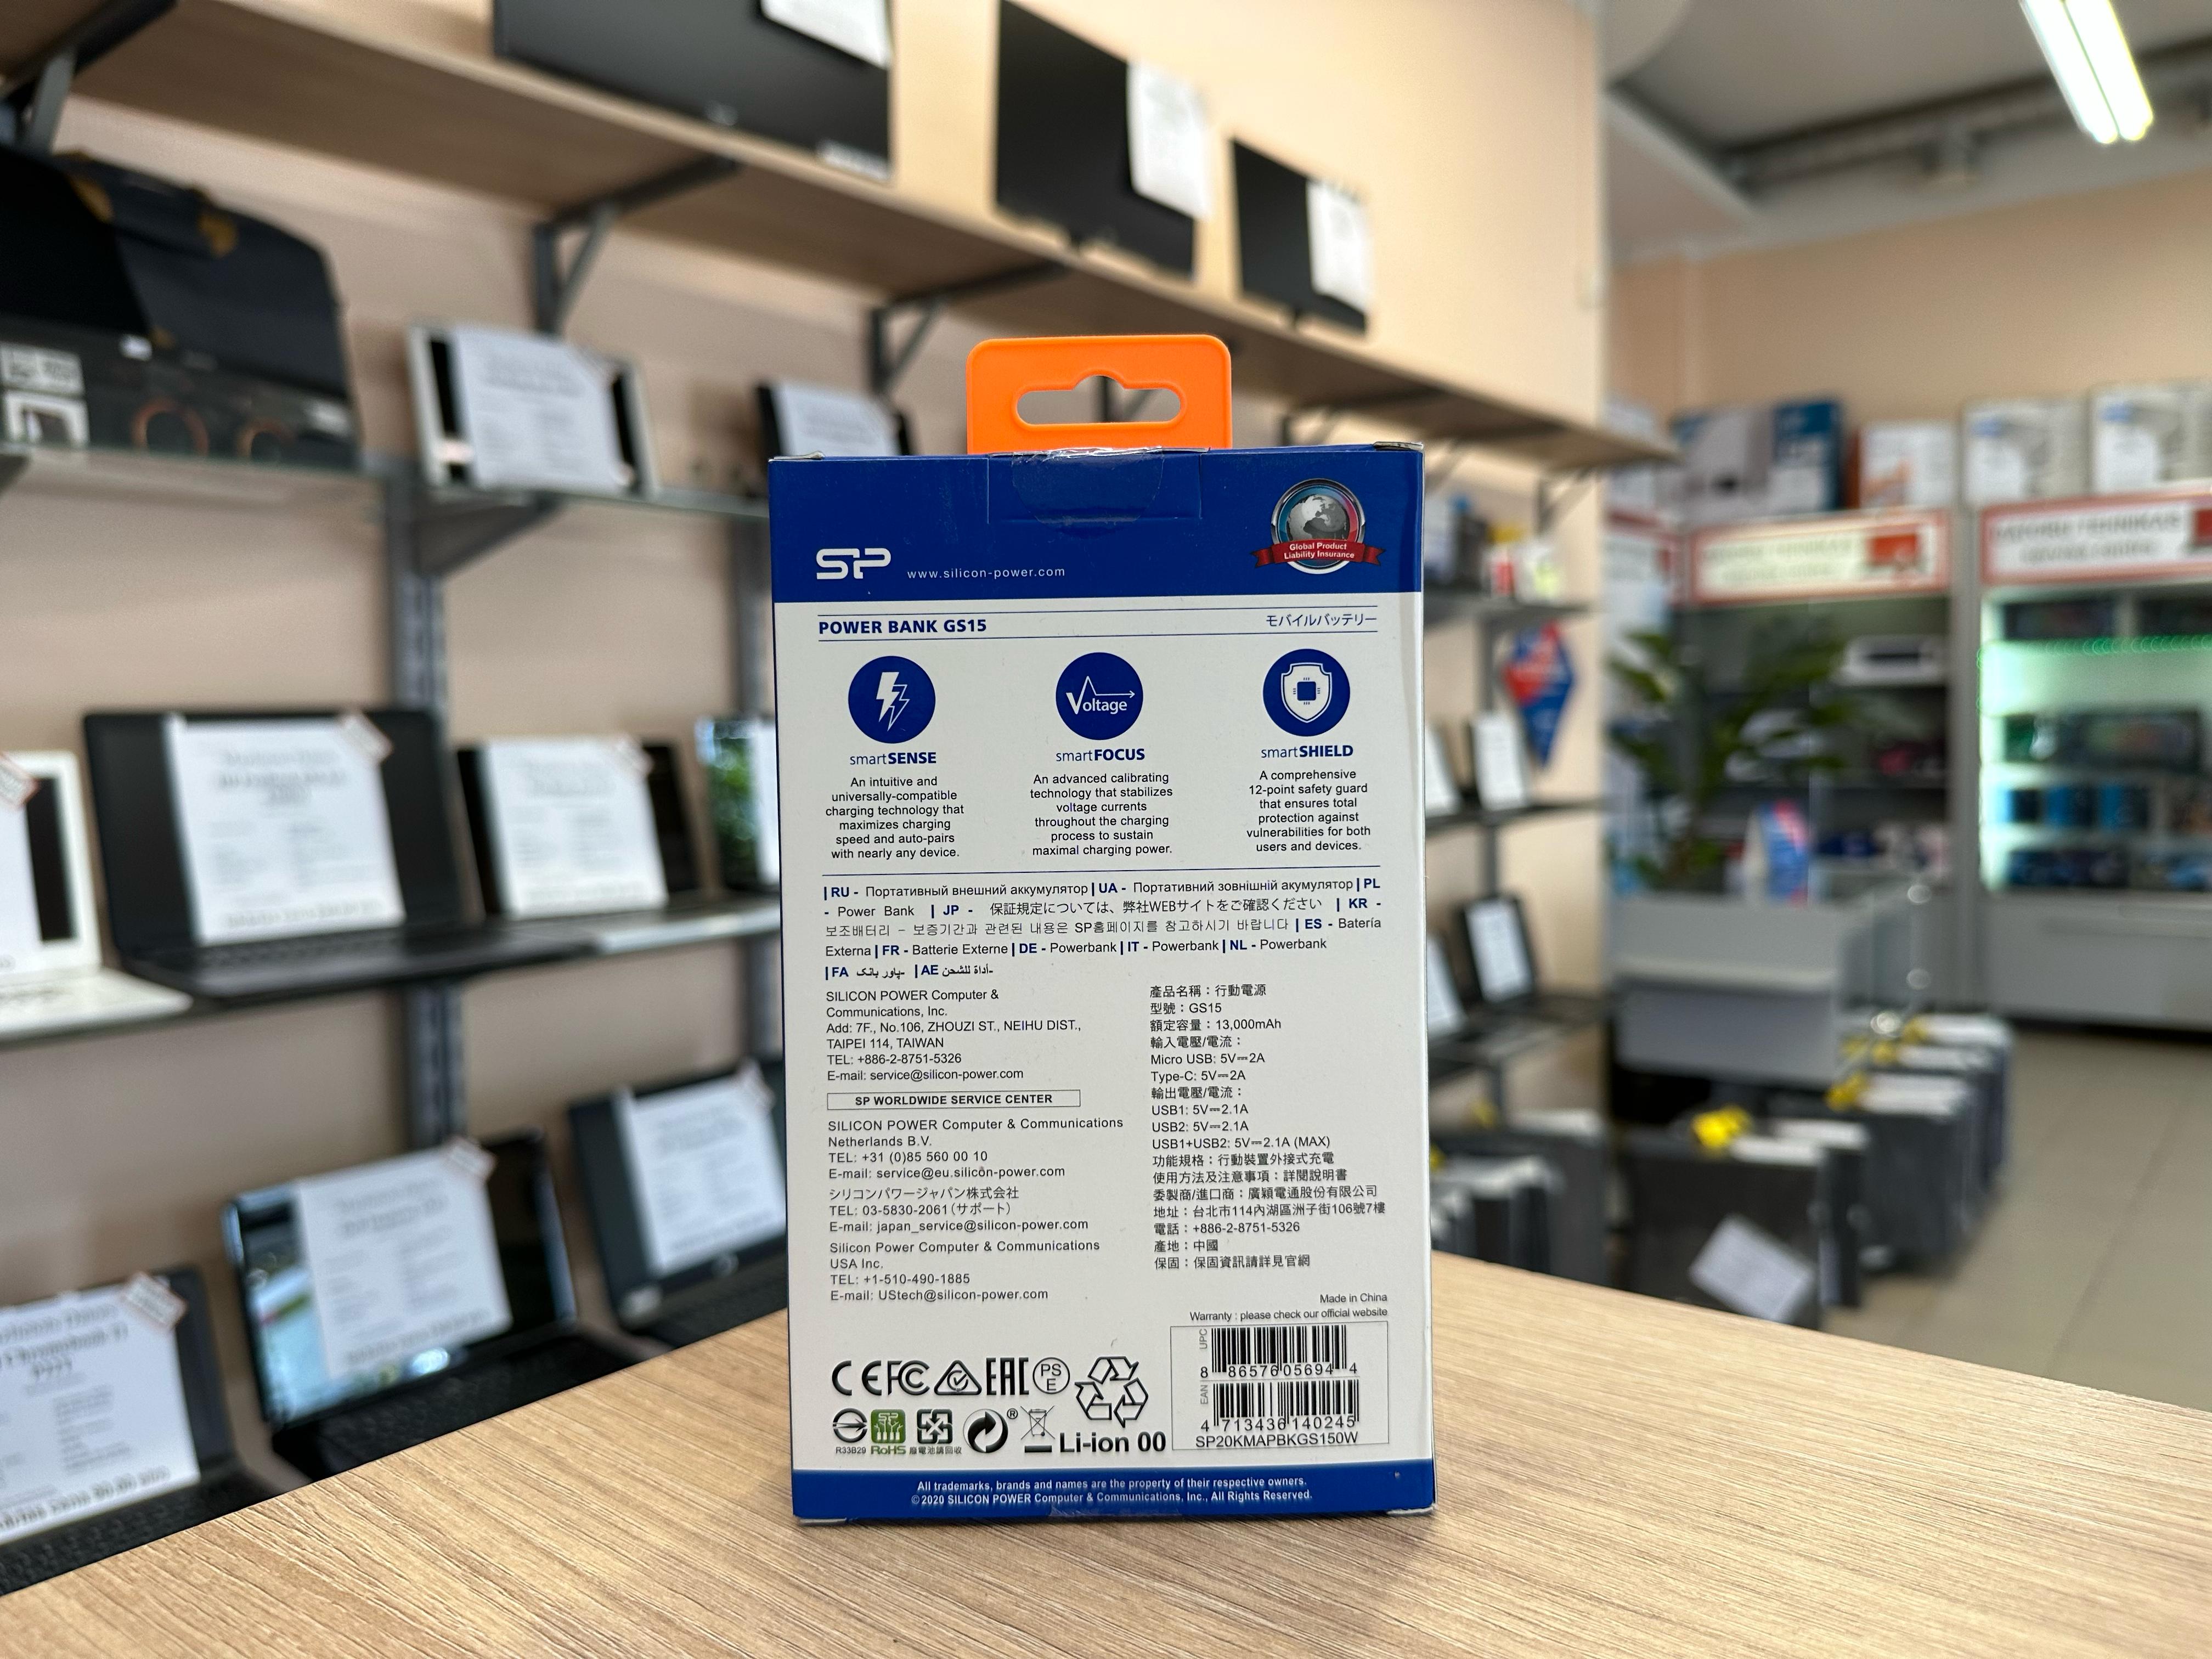 SP www.silicon-power.com
Global Product
Liability Insurance
POWER BANK GS15
モバイルバッテリー
Voltage
smartSENSE
An intuitive and
universally-compatible
charging technology that
maximizes charging
speed and auto-pairs
with nearly any device.
smartFOCUS
An advanced calibrating
technology that stabilizes
voltage currents
throughout the charging
process to sustain
maximal charging power.
smartSHIELD
A comprehensive
12-point safety guard
that ensures total
protection against
vulnerabilities for both
users and devices.
| RU - Портативный внешний аккумулятор | UA - Портативний зовнішній акумулятор | PL
- Power Bank | JP - 保証規定については、弊社WEBサイトをご確認ください | KR -
보조배터리 – 보증기간과 관련된 내용은 SP홈페이지를 참고하시기 바랍니다 | ES - Batería
Externa | FR - Batterie Externe | DE - Powerbank | IT - Powerbank | NL - Powerbank
| FA پاور بانک- | AE أداة للشحن-
SILICON POWER Computer &
Communications, Inc.
Add: 7F., No.106, ZHOUZI ST., NEIHU DIST.,
TAIPEI 114, TAIWAN
TEL: +886-2-8751-5326
E-mail: service@silicon-power.com
SP WORLDWIDE SERVICE CENTER
SILICON POWER Computer & Communications
Netherlands B.V.
TEL: +31 (0)85 560 00 10
E-mail: service@eu.silicon-power.com
シリコンパワージャパン株式会社
TEL: 03-5830-2061（サポート）
E-mail: japan_service@silicon-power.com
Silicon Power Computer & Communications
USA Inc.
TEL: +1-510-490-1885
E-mail: UStech@silicon-power.com
產品名稱：行動電源
型號：GS15
額定容量：13,000mAh
輸入電壓/電流：
Micro USB: 5V⎓2A
Type-C: 5V⎓2A
輸出電壓/電流：
USB1: 5V⎓2.1A
USB2: 5V⎓2.1A
USB1+USB2: 5V⎓2.1A (MAX)
功能規格：行動裝置外接式充電
使用方法及注意事項：詳閱說明書
委製商/進口商：廣穎電通股份有限公司
地址：台北市114內湖區洲子街106號7樓
電話：+886-2-8751-5326
產地：中國
保固：保固資訊請詳見官網
Made in China
Warranty : please check our official website
UPC
8 86576 05694 4
EAN
4 713436 140245
SP20KMAPBKGS150W
CE FC EAC PS E
R33B29 SP RoHS 廢電池請回收 ® Li-ion 00
All trademarks, brands and names are the property of their respective owners.
©2020 SILICON POWER Computer & Communications. Inc., All Rights Reserved.